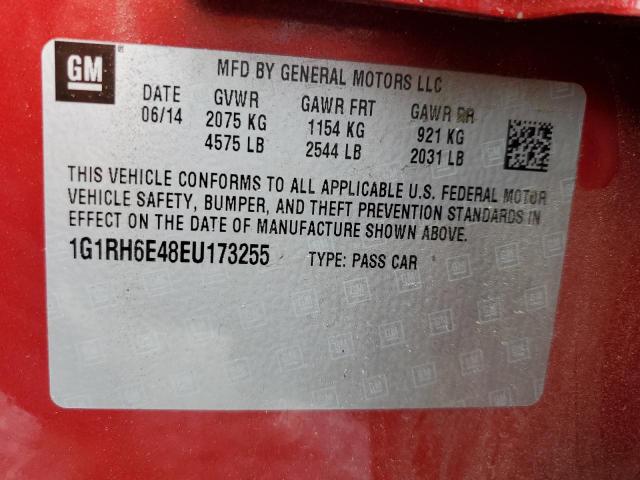 GM
MFD BY GENERAL MOTORS LLC
DATE GVWR GAWR FRT GAWR RR
06/14 2075 KG 1154 KG 921 KG
4575 LB 2544 LB 2031 LB
THIS VEHICLE CONFORMS TO ALL APPLICABLE U.S. FEDERAL MOTOR
VEHICLE SAFETY, BUMPER, AND THEFT PREVENTION STANDARDS IN
EFFECT ON THE DATE OF MANUFACTURE SHOWN ABOVE.
1G1RH6E48EU173255 TYPE: PASS CAR